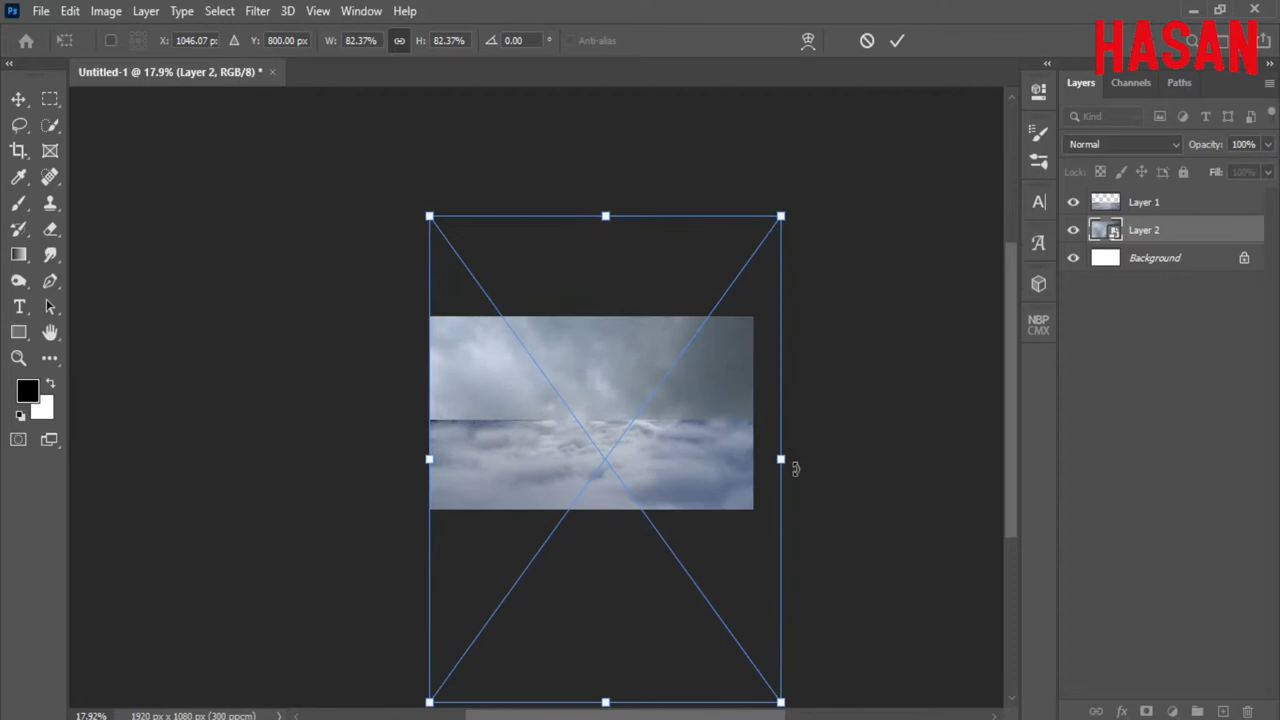 Ps File Edit Image Layer Type Select Filter 3D View Window Help
X: 1046.07 p: Y: 800.00 px W: 82.37% H: 82.37% 0.00 ° Anti-alias
HASAN
Untitled-1 @ 17.9% (Layer 2, RGB/8) * ×
Layers Channels Paths
Kind
Normal Opacity: 100%
Lock: Fill: 100%
Layer 1
Layer 2
Background
NBP
CMX
17.92% 1920 px x 1080 px (300 ppcm)